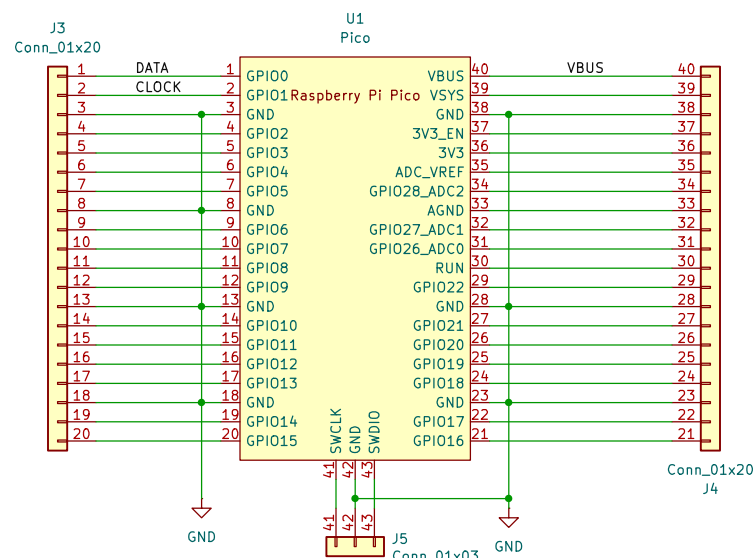 U1
Pico
J3
Conn_01x20
1 DATA 1 GPIO0 VBUS 40 VBUS 40
2 CLOCK 2 GPIO1 Raspberry Pi Pico VSYS 39 39
3 3 GND GND 38 38
4 4 GPIO2 3V3_EN 37 37
5 5 GPIO3 3V3 36 36
6 6 GPIO4 ADC_VREF 35 35
7 7 GPIO5 GPIO28_ADC2 34 34
8 8 GND AGND 33 33
9 9 GPIO6 GPIO27_ADC1 32 32
10 10 GPIO7 GPIO26_ADC0 31 31
11 11 GPIO8 RUN 30 30
12 12 GPIO9 GPIO22 29 29
13 13 GND GND 28 28
14 14 GPIO10 GPIO21 27 27
15 15 GPIO11 GPIO20 26 26
16 16 GPIO12 GPIO19 25 25
17 17 GPIO13 GPIO18 24 24
18 18 GND GND 23 23
19 19 GPIO14 GPIO17 22 22
20 20 GPIO15 GPIO16 21 21
SWCLK GND SWDIO
41 42 43
Conn_01x20
J4
41 42 43
GND
GND
J5
Conn_01x03